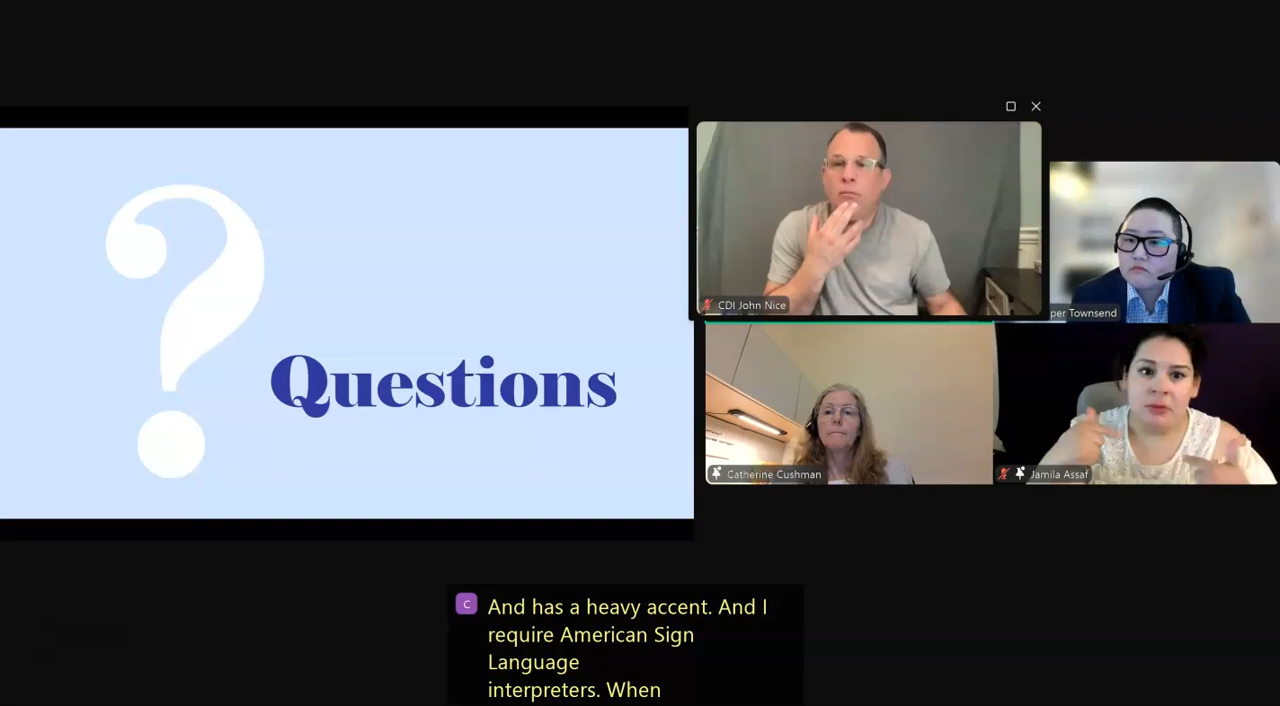 Questions
CDI John Nice
per Townsend
Catherine Cushman
Jamila Assaf
C
And has a heavy accent. And I
require American Sign
Language
interpreters. When